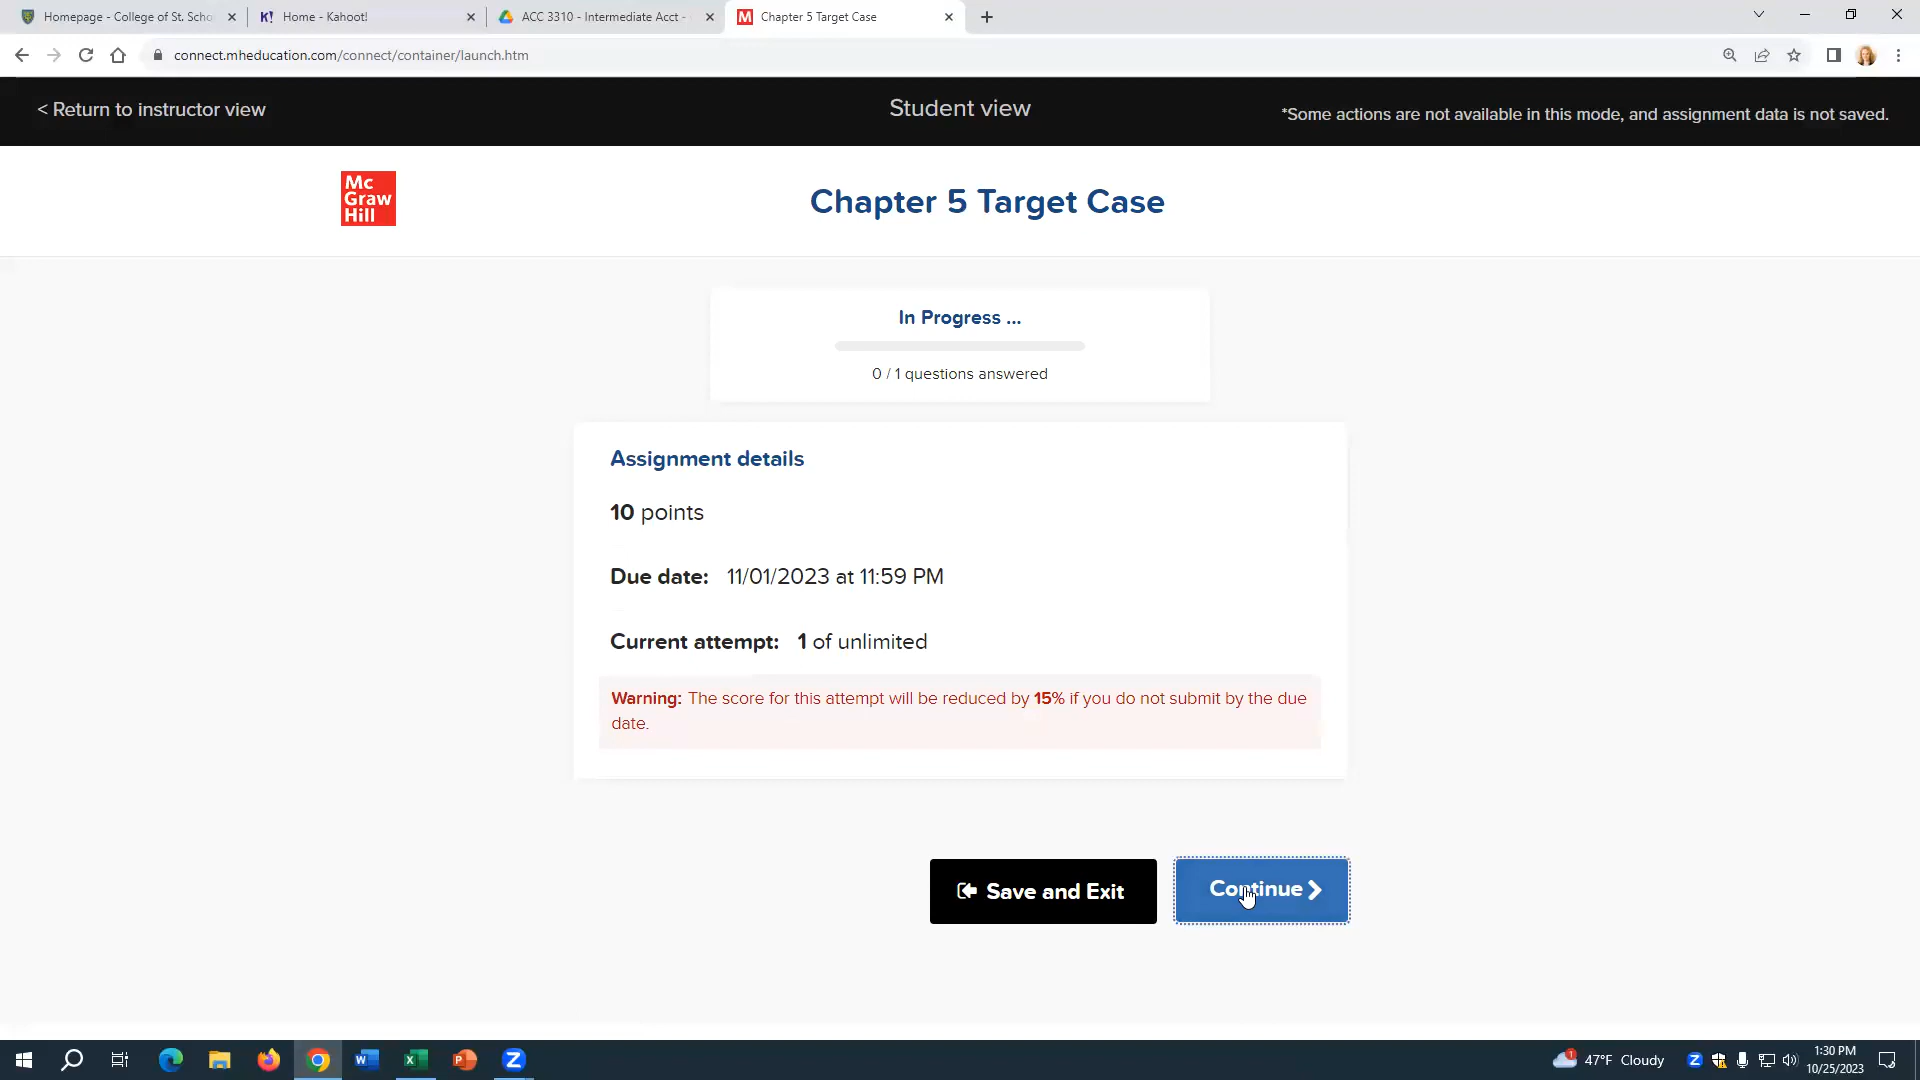 Homepage - College of St. Scho
Home - Kahoot!
ACC 3310 - Intermediate Acct -
Chapter 5 Target Case
connect.mheducation.com/connect/container/launch.htm
< Return to instructor view
Student view
*Some actions are not available in this mode, and assignment data is not saved.
Mc
Graw
Hill
Chapter 5 Target Case
In Progress ...
0 / 1 questions answered
Assignment details
10 points
Due date: 11/01/2023 at 11:59 PM
Current attempt: 1 of unlimited
Warning: The score for this attempt will be reduced by 15% if you do not submit by the due
date.
Save and Exit
Continue
47°F Cloudy
1:30 PM
10/25/2023